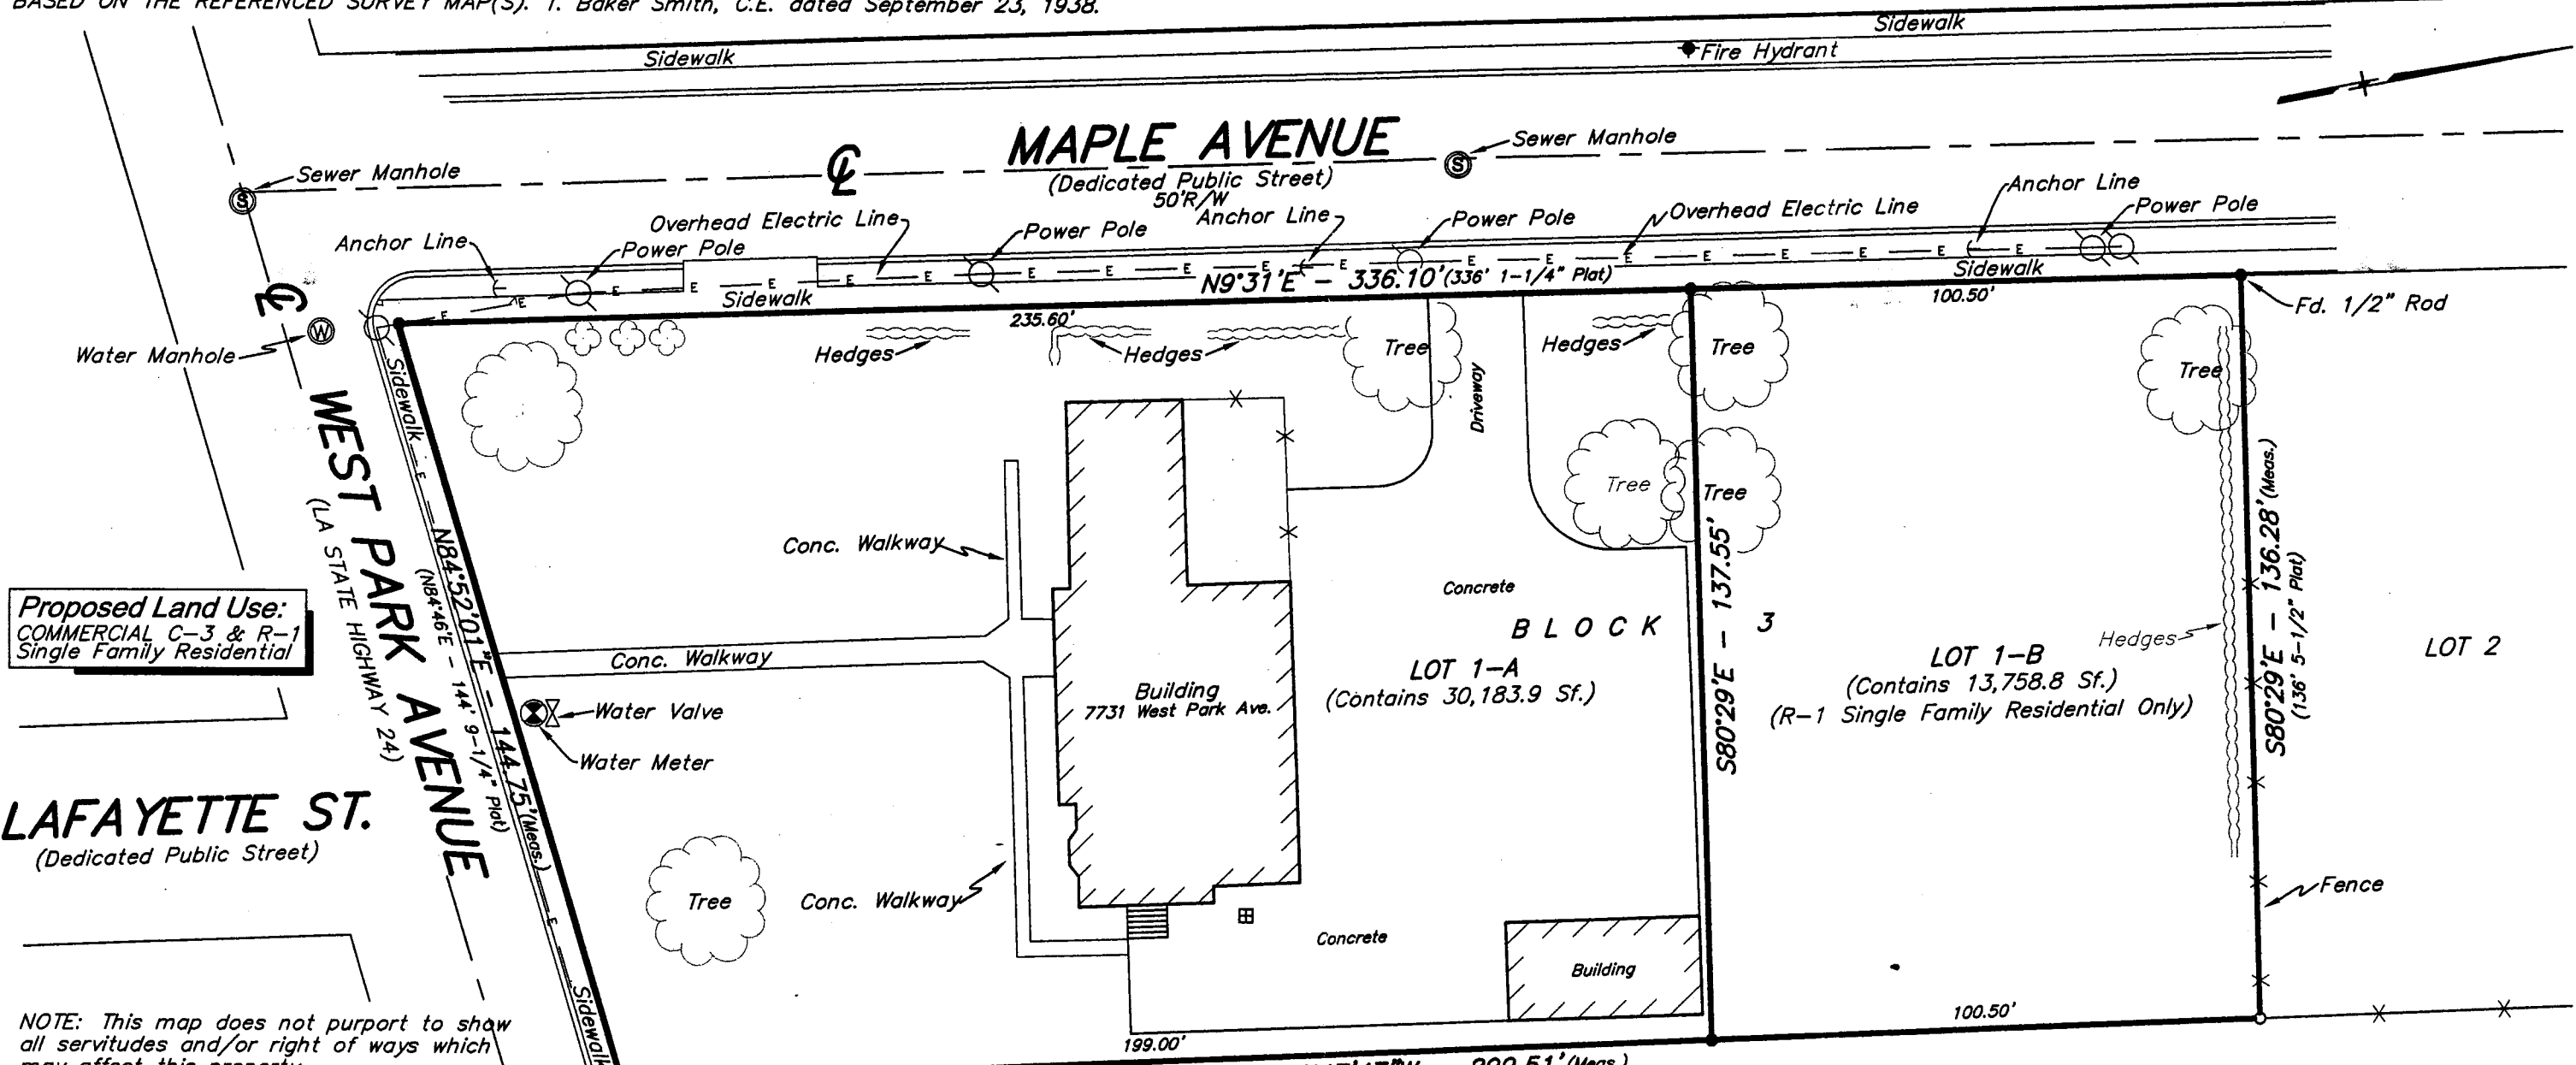 BASED ON THE REFERENCED SURVEY MAP(S). T. Baker Smith, C.E. dated September 23, 1938.
Sidewalk
Sidewalk
Fire Hydrant
MAPLE AVENUE
(Dedicated Public Street)
50'R/W
℄
Sewer Manhole
S
Sewer Manhole
S
Anchor Line
Power Pole
Overhead Electric Line
Power Pole
Anchor Line
Power Pole
Overhead Electric Line
Anchor Line
Power Pole
E E E E E E E E E E E E E E E E E
Sidewalk
N9°31'E - 336.10' (336' 1-1/4" Plat)
Sidewalk
235.60'
100.50'
Fd. 1/2" Rod
℄
W
Water Manhole
Sidewalk
Hedges
Hedges
Tree
Hedges
Tree
Tree
Driveway
Tree
Tree
WEST PARK AVENUE
(LA STATE HIGHWAY 24)
N84°52'01"E - 144.75' (Meas.)
(N84°46'E - 144' 9-1/4" Plat)
Conc. Walkway
Concrete
BLOCK 3
S80°29'E - 137.55'
S80°29'E - 136.28' (Meas.)
(136' 5-1/2" Plat)
Proposed Land Use:
COMMERCIAL C-3 & R-1
Single Family Residential
Conc. Walkway
Building
7731 West Park Ave.
LOT 1-A
(Contains 30,183.9 Sf.)
LOT 1-B
(Contains 13,758.8 Sf.)
(R-1 Single Family Residential Only)
Hedges
LOT 2
Water Valve
Water Meter
LAFAYETTE ST.
(Dedicated Public Street)
Tree
Conc. Walkway
Fence
Concrete
Building
Sidewalk
100.50'
199.00'
299.51' (Meas.)
NOTE: This map does not purport to show
all servitudes and/or right of ways which
may affect this property.